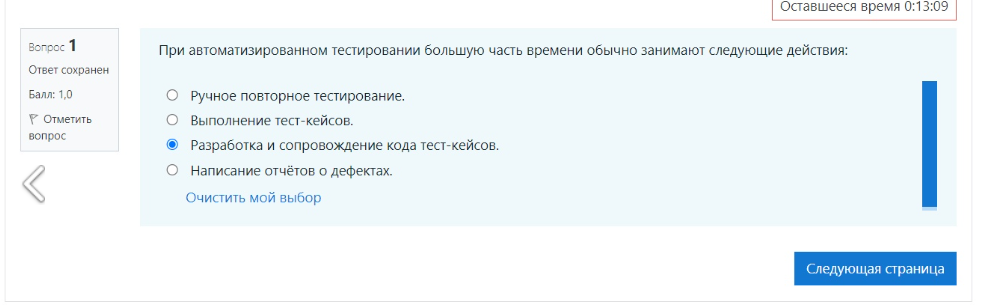 Оставшееся время 0:13:09
Вопрос 1
Ответ сохранен
Балл: 1,0
Отметить
вопрос
При автоматизированном тестировании большую часть времени обычно занимают следующие действия:
Ручное повторное тестирование.
Выполнение тест-кейсов.
Разработка и сопровождение кода тест-кейсов.
Написание отчётов о дефектах.
Очистить мой выбор
Следующая страница